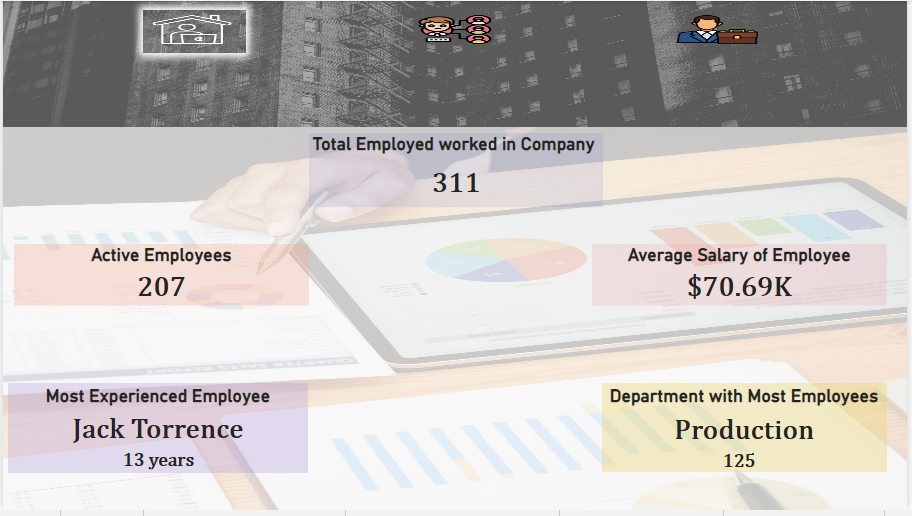 Total Employed worked in Company
311
Active Employees
207
Average Salary of Employee
$70.69K
Most Experienced Employee
Jack Torrence
13 years
Department with Most Employees
Production
125